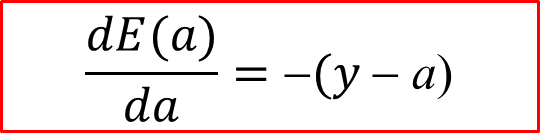 dE(a)/da = −(y − a)